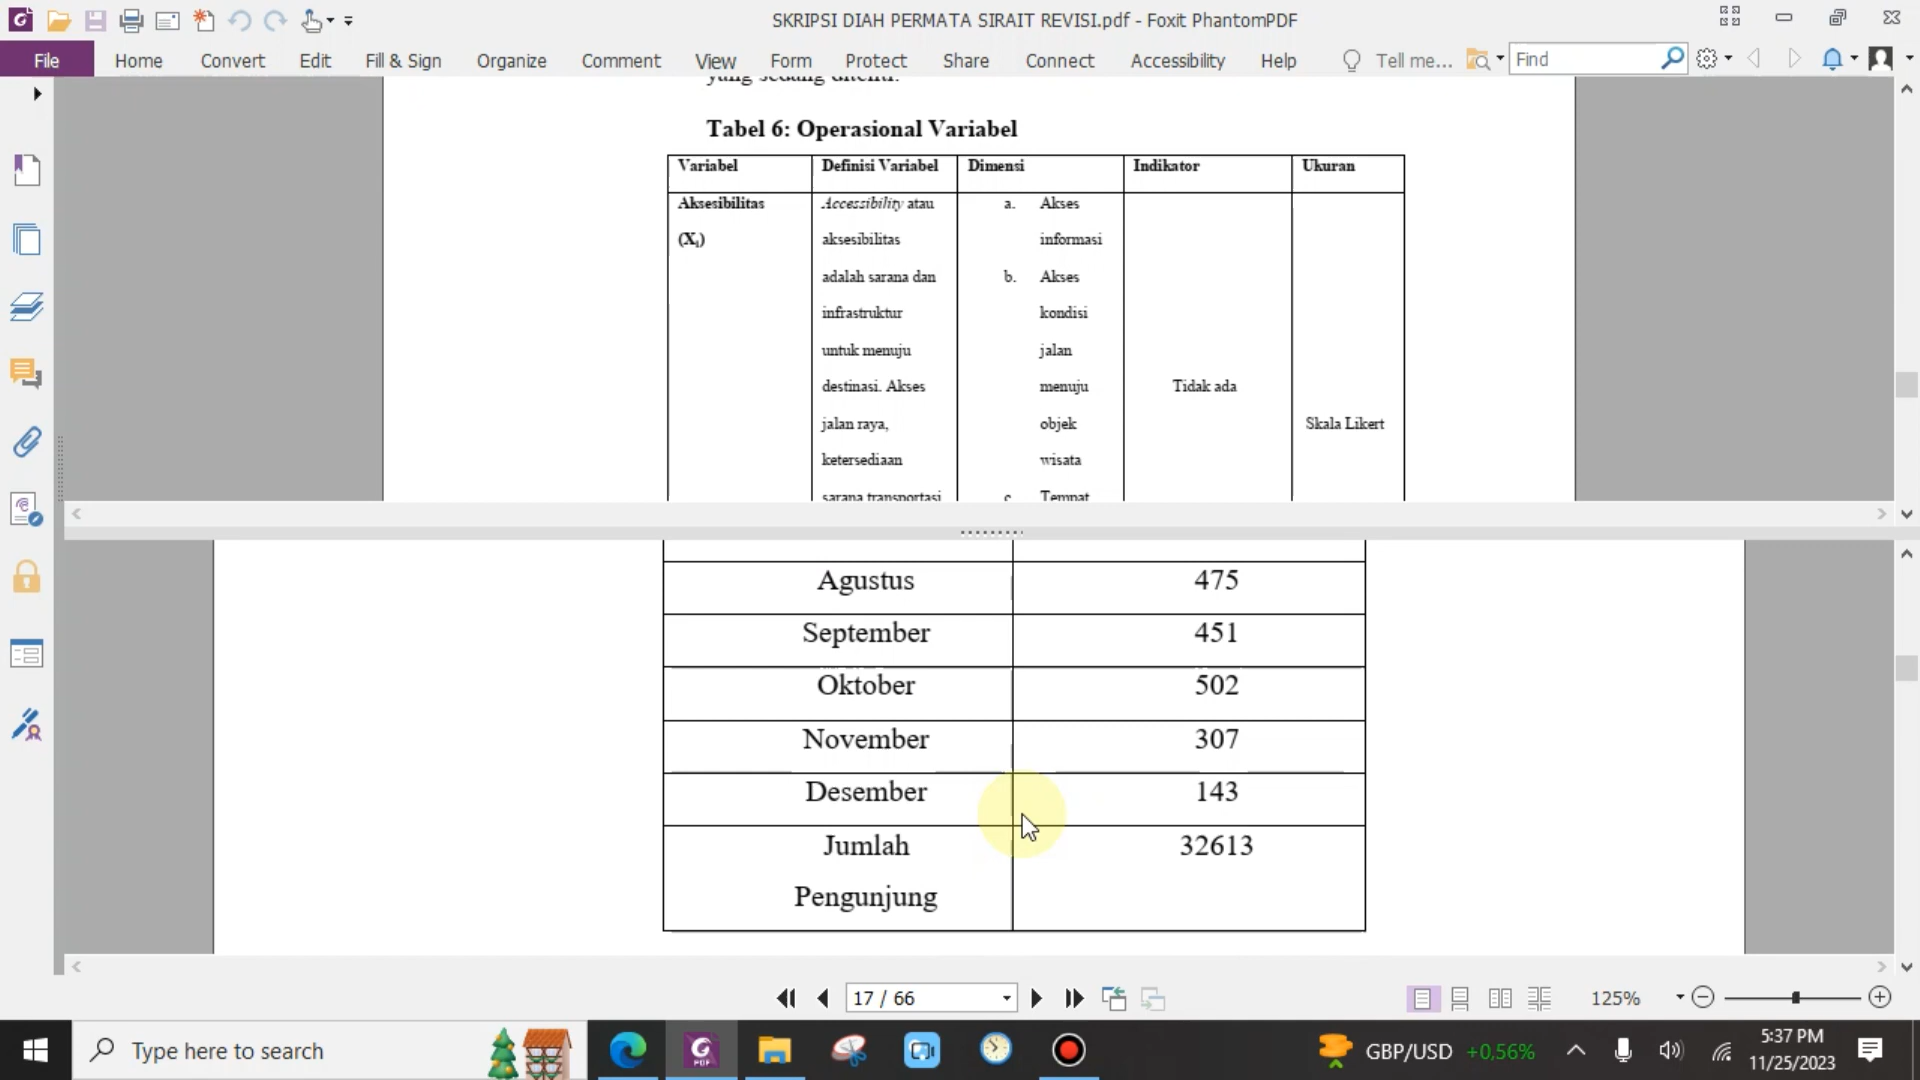 SKRIPSI DIAH PERMATA SIRAIT REVISI.pdf - Foxit PhantomPDF
File Home Convert Edit Fill & Sign Organize Comment View Form Protect Share Connect Accessibility Help Tell me... Find
yang sedang diteliti.
Tabel 6: Operasional Variabel
Variabel Definisi Variabel Dimensi Indikator Ukuran
Aksesibilitas Accessibility atau a. Akses
(X₁) aksesibilitas informasi
adalah sarana dan b. Akses
infrastruktur kondisi
untuk menuju jalan
destinasi. Akses menuju Tidak ada
jalan raya, objek Skala Likert
ketersediaan wisata
sarana transportasi c. Tempat
Agustus 475
September 451
Oktober 502
November 307
Desember 143
Jumlah 32613
Pengunjung
17 / 66 125%
Type here to search
PDF
GBP/USD +0,56%
5:37 PM
11/25/2023